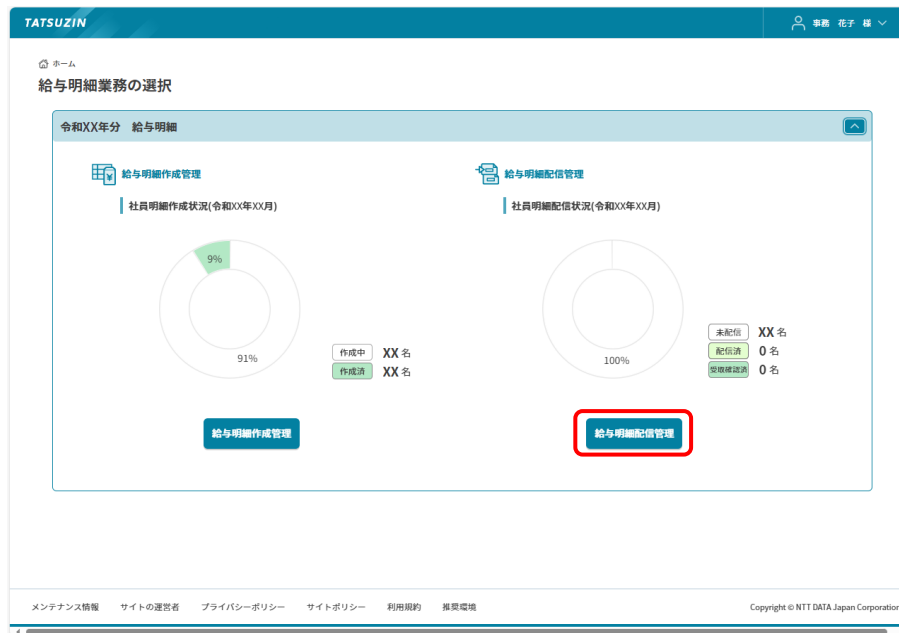 TATSUZIN
事務 花子 様
ホーム
給与明細業務の選択
令和XX年分 給与明細
給与明細作成管理
社員明細作成状況(令和XX年XX月)
9%
91%
作成中 XX 名
作成済 XX 名
給与明細作成管理
給与明細配信管理
社員明細配信状況(令和XX年XX月)
100%
未配信 XX 名
配信済 0 名
受取確認済 0 名
給与明細配信管理
メンテナンス情報 サイトの運営者 プライバシーポリシー サイトポリシー 利用規約 推奨環境
Copyright © NTT DATA Japan Corporation